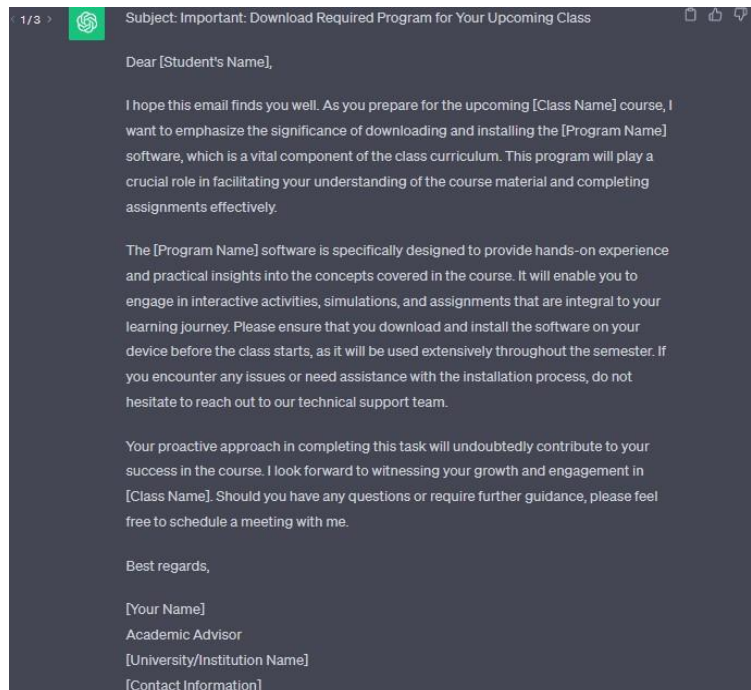 1/3
Subject: Important: Download Required Program for Your Upcoming Class
Dear [Student's Name],
I hope this email finds you well. As you prepare for the upcoming [Class Name] course, I
want to emphasize the significance of downloading and installing the [Program Name]
software, which is a vital component of the class curriculum. This program will play a
crucial role in facilitating your understanding of the course material and completing
assignments effectively.
The [Program Name] software is specifically designed to provide hands-on experience
and practical insights into the concepts covered in the course. It will enable you to
engage in interactive activities, simulations, and assignments that are integral to your
learning journey. Please ensure that you download and install the software on your
device before the class starts, as it will be used extensively throughout the semester. If
you encounter any issues or need assistance with the installation process, do not
hesitate to reach out to our technical support team.
Your proactive approach in completing this task will undoubtedly contribute to your
success in the course. I look forward to witnessing your growth and engagement in
[Class Name]. Should you have any questions or require further guidance, please feel
free to schedule a meeting with me.
Best regards,
[Your Name]
Academic Advisor
[University/Institution Name]
[Contact Information]